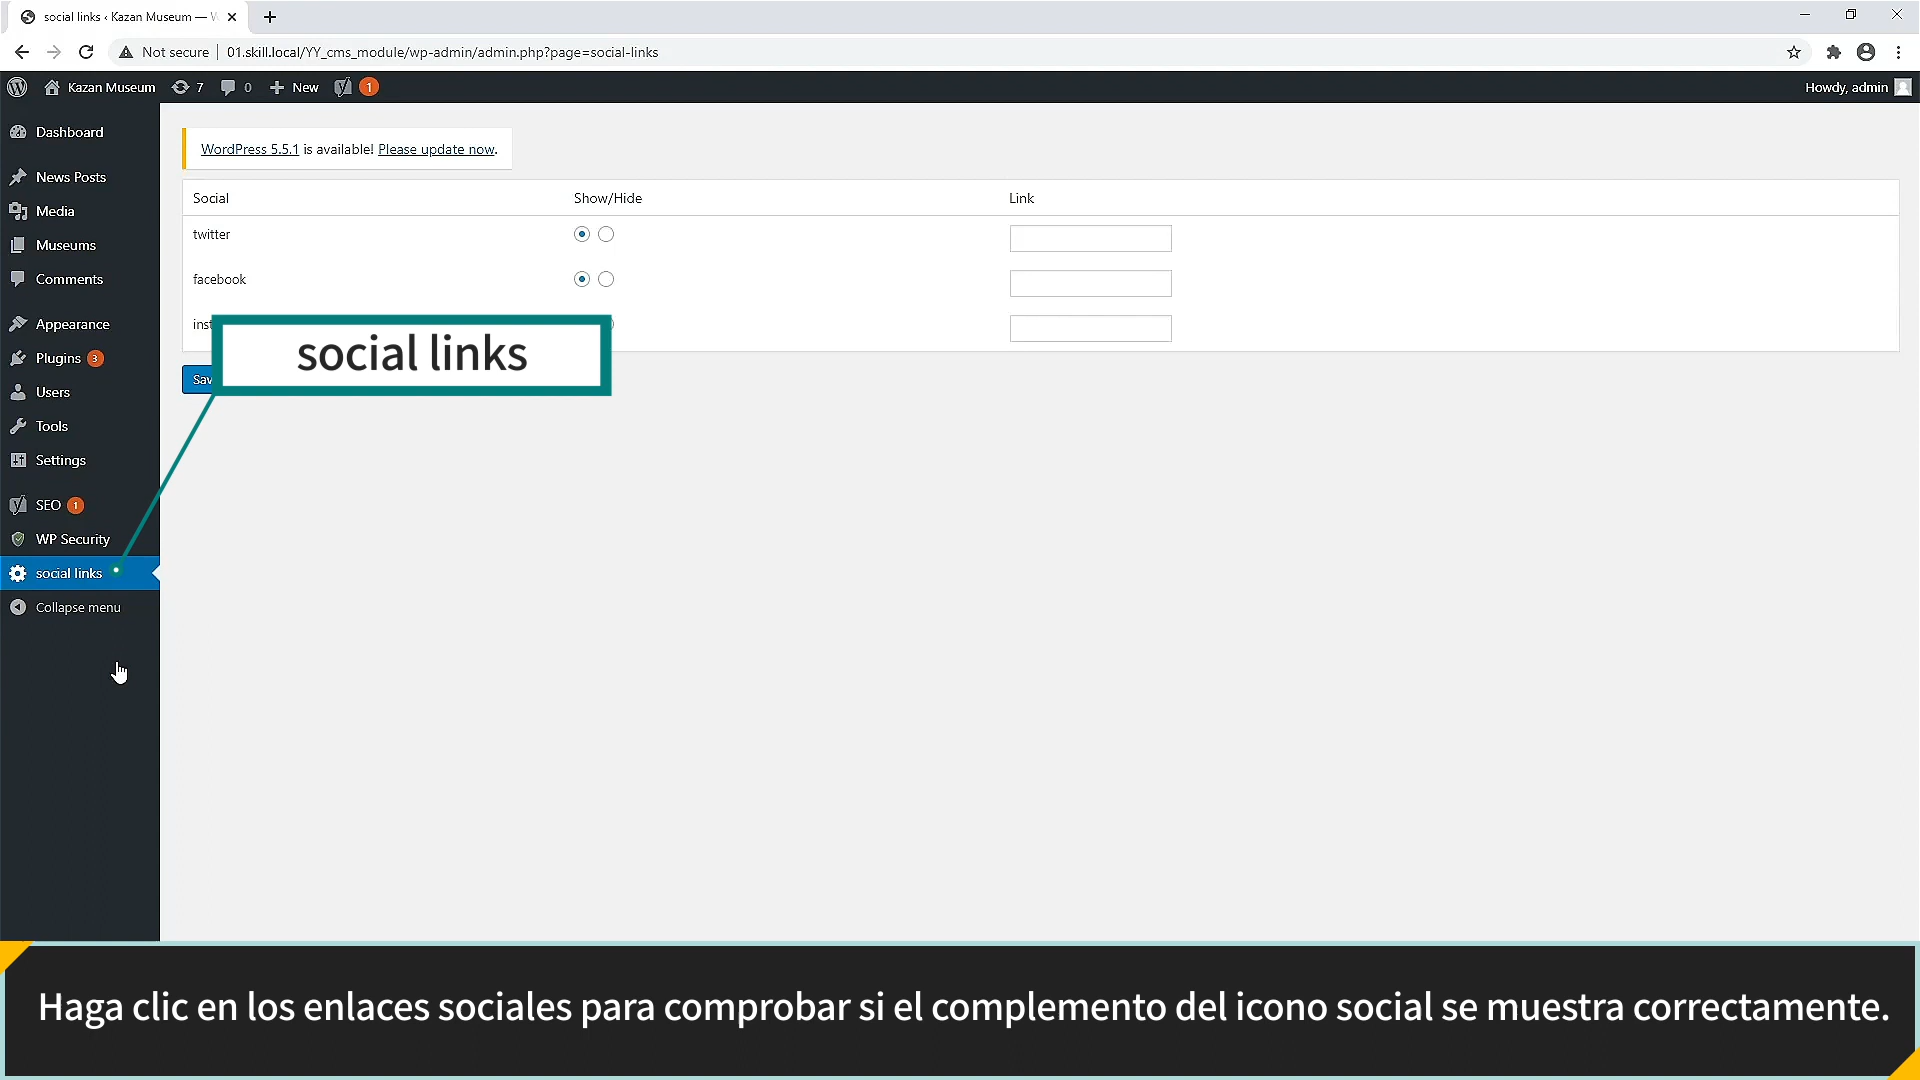 social links ‹ Kazan Museum —
Not secure
01.skill.local/YY_cms_module/wp-admin/admin.php?page=social-links
Kazan Museum
7
0
New
1
Howdy, admin
Dashboard
News Posts
Media
Museums
Comments
Appearance
Plugins 3
Users
Tools
Settings
SEO 1
WP Security
social links
Collapse menu
WordPress 5.5.1 is available! Please update now.
Social Show/Hide Link
twitter
facebook
social links
Haga clic en los enlaces sociales para comprobar si el complemento del icono social se muestra correctamente.